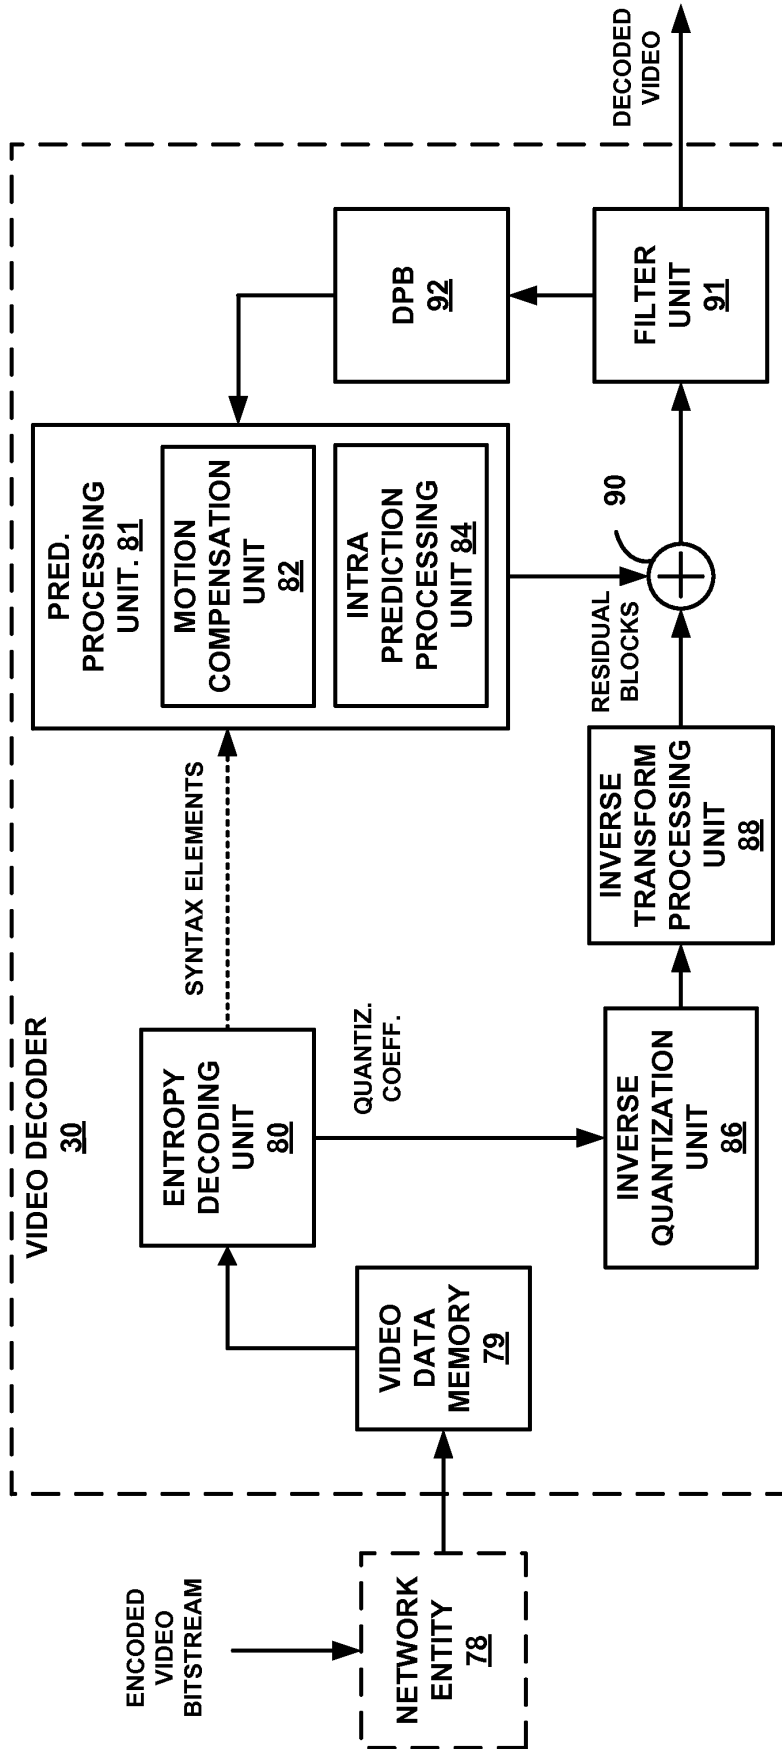 ENCODED
VIDEO
BITSTREAM
NETWORK
ENTITY
78
VIDEO DECODER
30
VIDEO
DATA
MEMORY
79
ENTROPY
DECODING
UNIT
80
SYNTAX ELEMENTS
QUANTIZ.
COEFF.
PRED.
PROCESSING
UNIT. 81
MOTION
COMPENSATION
UNIT
82
INTRA
PREDICTION
PROCESSING
UNIT 84
INVERSE
QUANTIZATION
UNIT
86
INVERSE
TRANSFORM
PROCESSING
UNIT
88
RESIDUAL
BLOCKS
90
FILTER
UNIT
91
DPB
92
DECODED
VIDEO